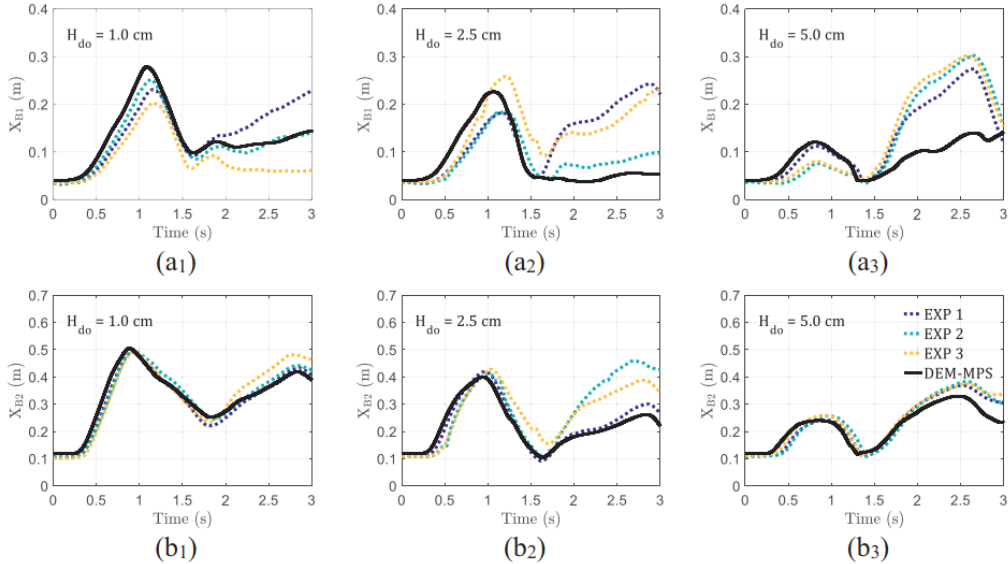 0.4
0.3
0.2
0.1
0
X_B1 (m)
H_do = 1.0 cm
0 0.5 1 1.5 2 2.5 3
Time (s)
(a1)
0.4
0.3
0.2
0.1
0
X_B1 (m)
H_do = 2.5 cm
0 0.5 1 1.5 2 2.5 3
Time (s)
(a2)
0.4
0.3
0.2
0.1
0
X_B1 (m)
H_do = 5.0 cm
0 0.5 1 1.5 2 2.5 3
Time (s)
(a3)
0.7
0.6
0.5
0.4
0.3
0.2
0.1
0
X_B2 (m)
H_do = 1.0 cm
0 0.5 1 1.5 2 2.5 3
Time (s)
(b1)
0.7
0.6
0.5
0.4
0.3
0.2
0.1
0
X_B2 (m)
H_do = 2.5 cm
0 0.5 1 1.5 2 2.5 3
Time (s)
(b2)
0.7
0.6
0.5
0.4
0.3
0.2
0.1
0
X_B2 (m)
H_do = 5.0 cm
EXP 1
EXP 2
EXP 3
DEM-MPS
0 0.5 1 1.5 2 2.5 3
Time (s)
(b3)